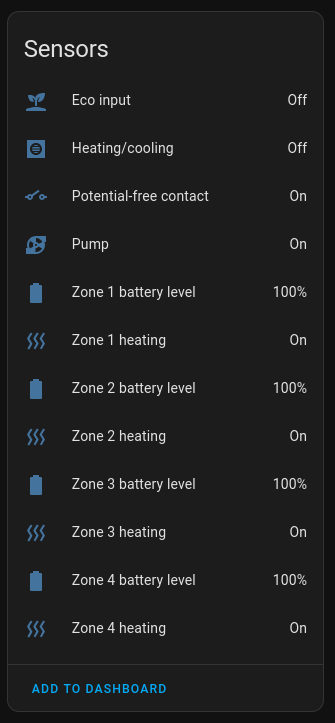 Sensors
Eco input Off
Heating/cooling Off
Potential-free contact On
Pump On
Zone 1 battery level 100%
Zone 1 heating On
Zone 2 battery level 100%
Zone 2 heating On
Zone 3 battery level 100%
Zone 3 heating On
Zone 4 battery level 100%
Zone 4 heating On
ADD TO DASHBOARD